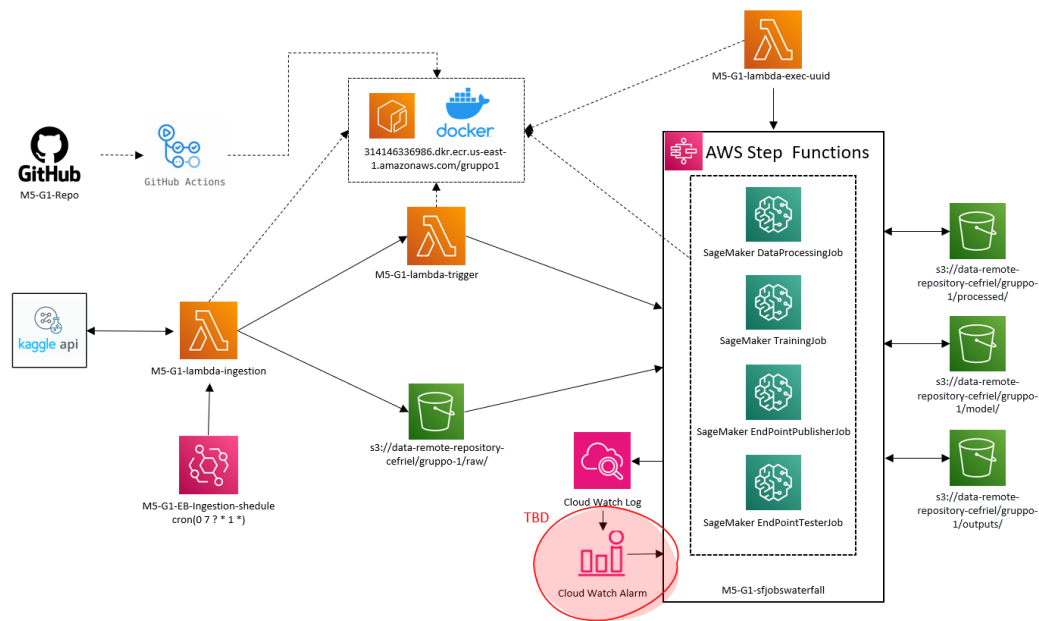 M5-G1-lambda-exec-uuid
docker
314146336986.dkr.ecr.us-east-
1.amazonaws.com/gruppo1
GitHub
M5-G1-Repo
GitHub Actions
AWS Step Functions
SageMaker DataProcessingJob
SageMaker TrainingJob
SageMaker EndPointPublisherJob
SageMaker EndPointTesterJob
M5-G1-sfjobswaterfall
M5-G1-lambda-trigger
kaggle api
M5-G1-lambda-ingestion
M5-G1-EB-Ingestion-shedule
cron(0 7 ? * 1 *)
s3://data-remote-repository-
cefriel/gruppo-1/raw/
Cloud Watch Log
TBD
Cloud Watch Alarm
s3://data-remote-
repository-cefriel/gruppo-
1/processed/
s3://data-remote-
repository-cefriel/gruppo-
1/model/
s3://data-remote-
repository-cefriel/gruppo-
1/outputs/